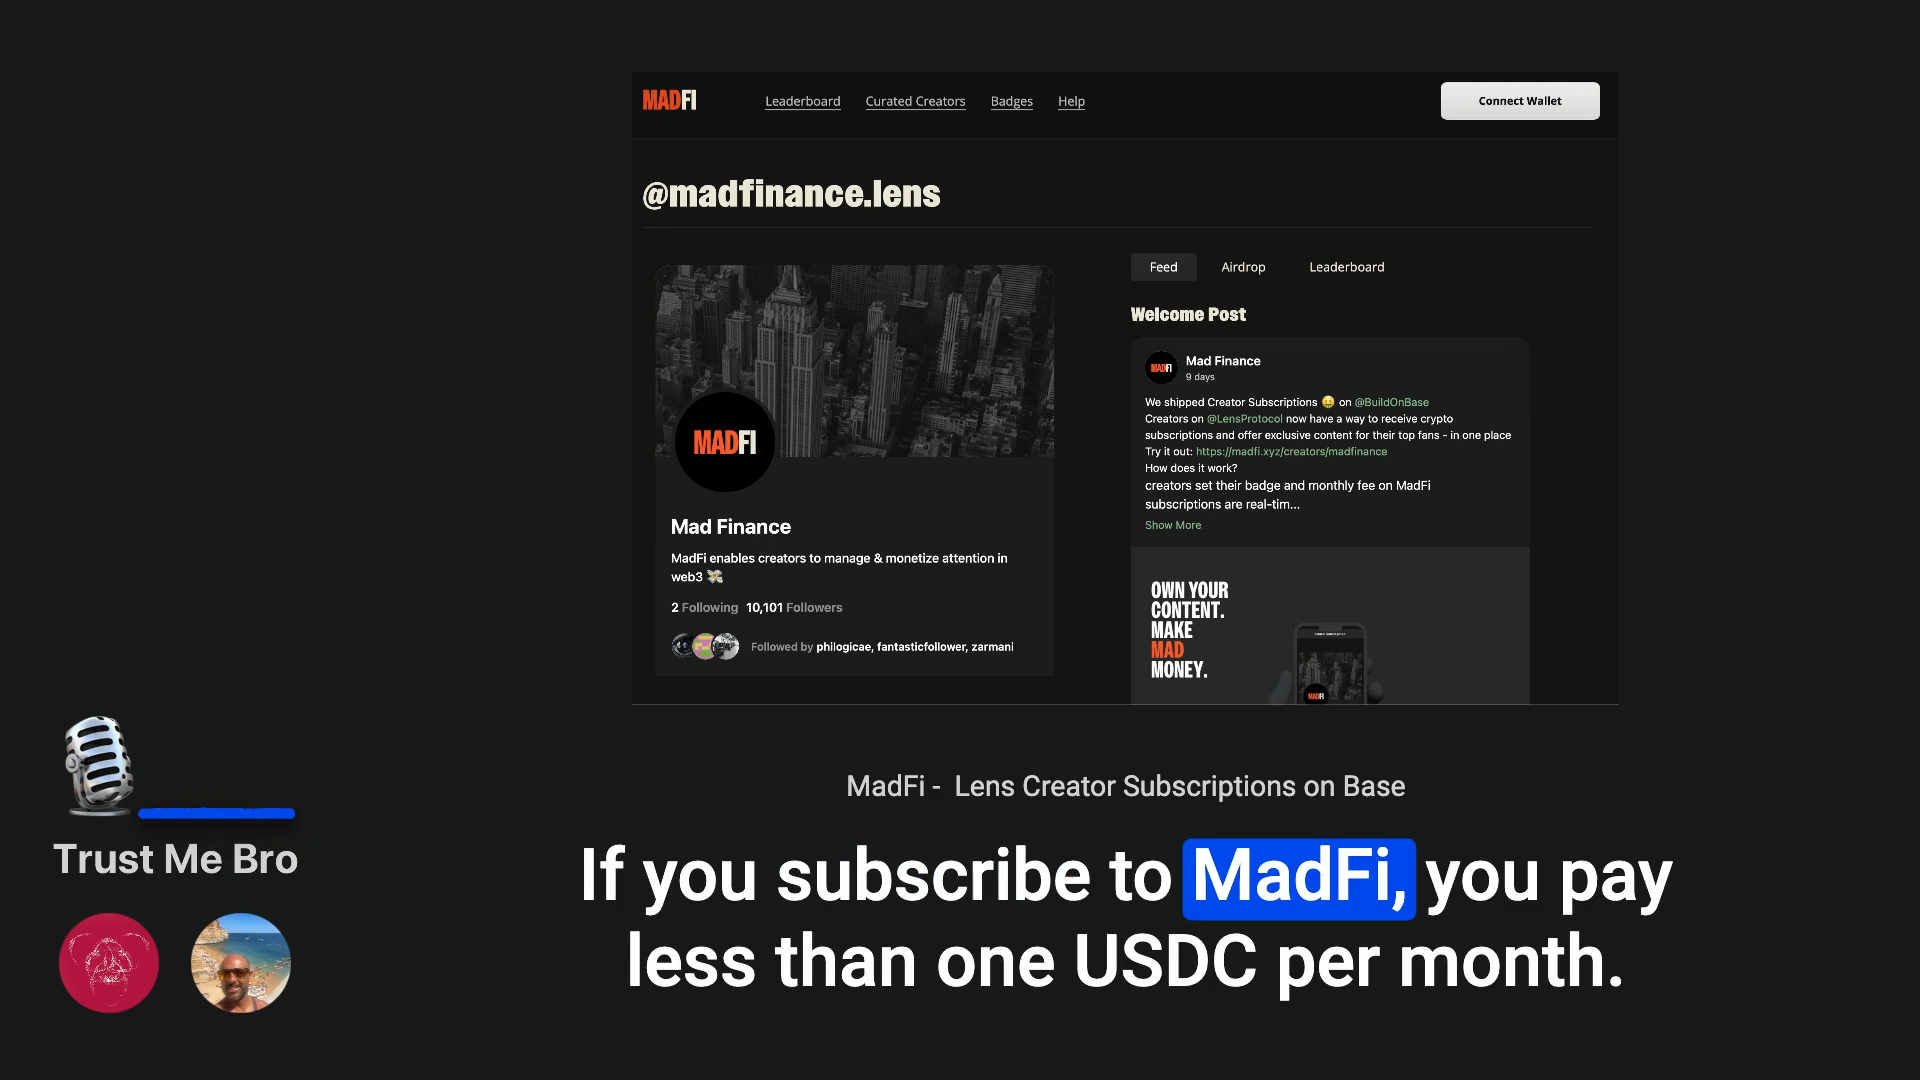 MADFI
Leaderboard
Curated Creators
Badges
Help
Connect Wallet
@madfinance.lens
MADFI
Mad Finance
MadFi enables creators to manage & monetize attention in
web3 💸
2 Following 10,101 Followers
Followed by philogicae, fantasticfollower, zarmani
Feed
Airdrop
Leaderboard
Welcome Post
MADFI
Mad Finance
9 days
We shipped Creator Subscriptions 🤑 on @BuildOnBase
Creators on @LensProtocol now have a way to receive crypto
subscriptions and offer exclusive content for their top fans - in one place
Try it out: https://madfi.xyz/creators/madfinance
How does it work?
creators set their badge and monthly fee on MadFi
subscriptions are real-tim...
Show More
OWN YOUR
CONTENT.
MAKE
MAD
MONEY.
MADFI
Trust Me Bro
MadFi - Lens Creator Subscriptions on Base
If you subscribe to MadFi, you pay
less than one USDC per month.